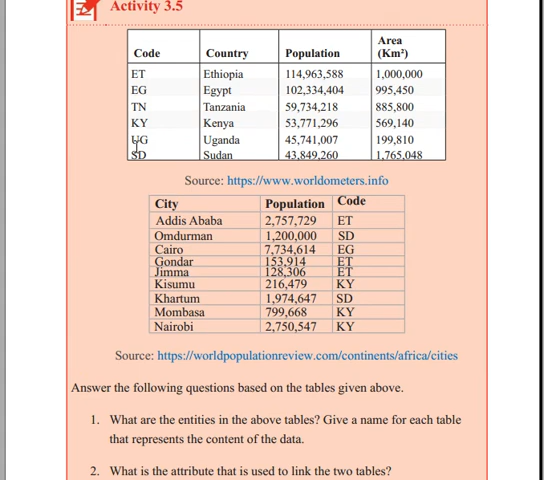 Activity 3.5
Code Country Population Area (Km²)
ET Ethiopia 114,963,588 1,000,000
EG Egypt 102,334,404 995,450
TN Tanzania 59,734,218 885,800
KY Kenya 53,771,296 569,140
UG Uganda 45,741,007 199,810
SD Sudan 43,849,260 1,765,048
Source: https://www.worldometers.info
City Population Code
Addis Ababa 2,757,729 ET
Omdurman 1,200,000 SD
Cairo 7,734,614 EG
Gondar 153,914 ET
Jimma 128,306 ET
Kisumu 216,479 KY
Khartum 1,974,647 SD
Mombasa 799,668 KY
Nairobi 2,750,547 KY
Source: https://worldpopulationreview.com/continents/africa/cities
Answer the following questions based on the tables given above.
1. What are the entities in the above tables? Give a name for each table
that represents the content of the data.
2. What is the attribute that is used to link the two tables?